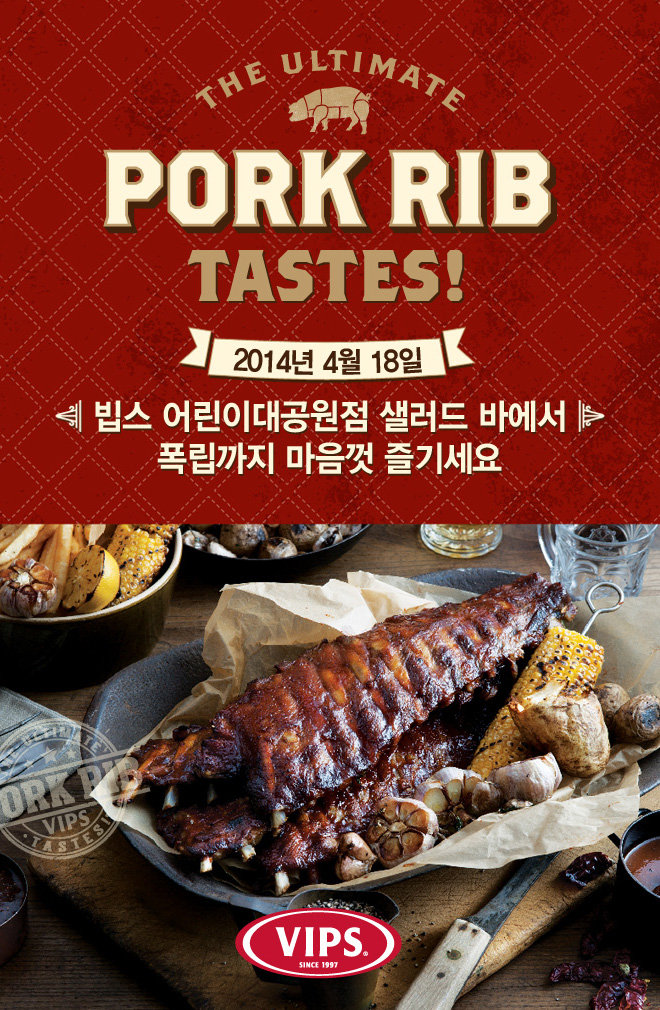 THE ULTIMATE
PORK RIB
TASTES!
2014년 4월 18일
빕스 어린이대공원점 샐러드 바에서
폭립까지 마음껏 즐기세요
ULTIMATE
ORK RIB
VIPS
TASTES!
VIPS®
SINCE 1997